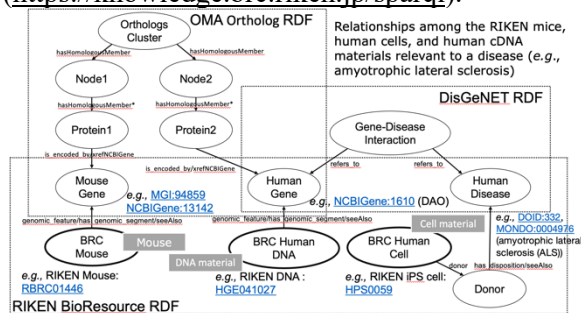 (https://knowledge.brc.riken.jp/sparql).
Orthologs
Cluster
OMA Ortholog RDF
hasHomologousMember
hasHomologousMember
Node1
Node2
hasHomologousMember*
hasHomologousMember*
Protein1
Protein2
Relationships among the RIKEN mice,
human cells, and human cDNA
materials relevant to a disease (e.g.,
amyotrophic lateral sclerosis)
DisGeNET RDF
Gene-Disease
Interaction
is_encoded_by/xrefNCBIGene
is_encoded_by/xrefNCBIGene
refers_to
refers_to
Mouse
Gene
e.g., MGI:94859
NCBIGene:13142
Human
Gene
e.g., NCBIGene:1610 (DAO)
Human
Disease
genomic_feature/has_genomic_segment/seeAlso
genomic_feature/has_genomic_segment/seeAlso
BRC
Mouse
Mouse
BRC Human
DNA
DNA material
Cell material
BRC Human
Cell
e.g., DOID:332,
MONDO:0004976
(amyotrophic lateral
sclerosis (ALS))
donor
has_disposition/seeAlso
Donor
e.g., RIKEN Mouse:
RBRC01446
e.g., RIKEN DNA :
HGE041027
e.g., RIKEN iPS cell:
HPS0059
RIKEN BioResource RDF